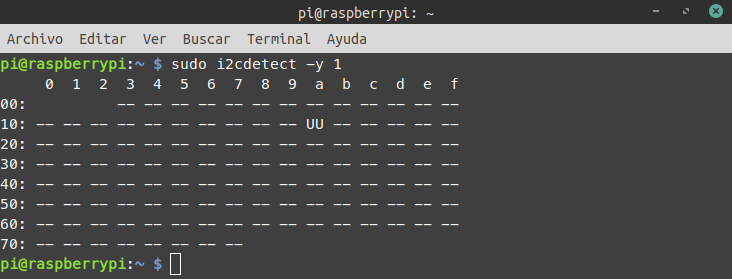 pi@raspberrypi: ~
Archivo Editar Ver Buscar Terminal Ayuda
pi@raspberrypi:~ $ sudo i2cdetect -y 1
     0  1  2  3  4  5  6  7  8  9  a  b  c  d  e  f
00:          -- -- -- -- -- -- -- -- -- -- -- -- --
10: -- -- -- -- -- -- -- -- -- -- UU -- -- -- -- --
20: -- -- -- -- -- -- -- -- -- -- -- -- -- -- -- --
30: -- -- -- -- -- -- -- -- -- -- -- -- -- -- -- --
40: -- -- -- -- -- -- -- -- -- -- -- -- -- -- -- --
50: -- -- -- -- -- -- -- -- -- -- -- -- -- -- -- --
60: -- -- -- -- -- -- -- -- -- -- -- -- -- -- -- --
70: -- -- -- -- -- -- -- --
pi@raspberrypi:~ $